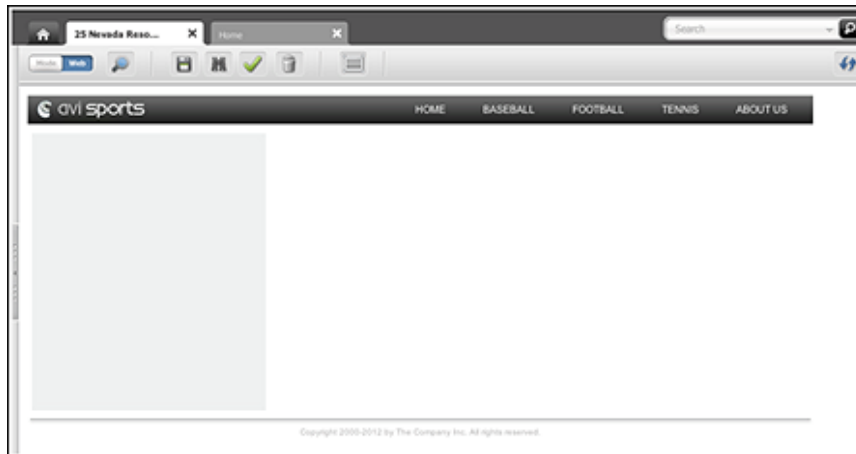 25 Nevada Reso...
Home
Search
Mode Web
avi sports
HOME BASEBALL FOOTBALL TENNIS ABOUT US
Copyright 2000-2012 by The Company Inc. All rights reserved.